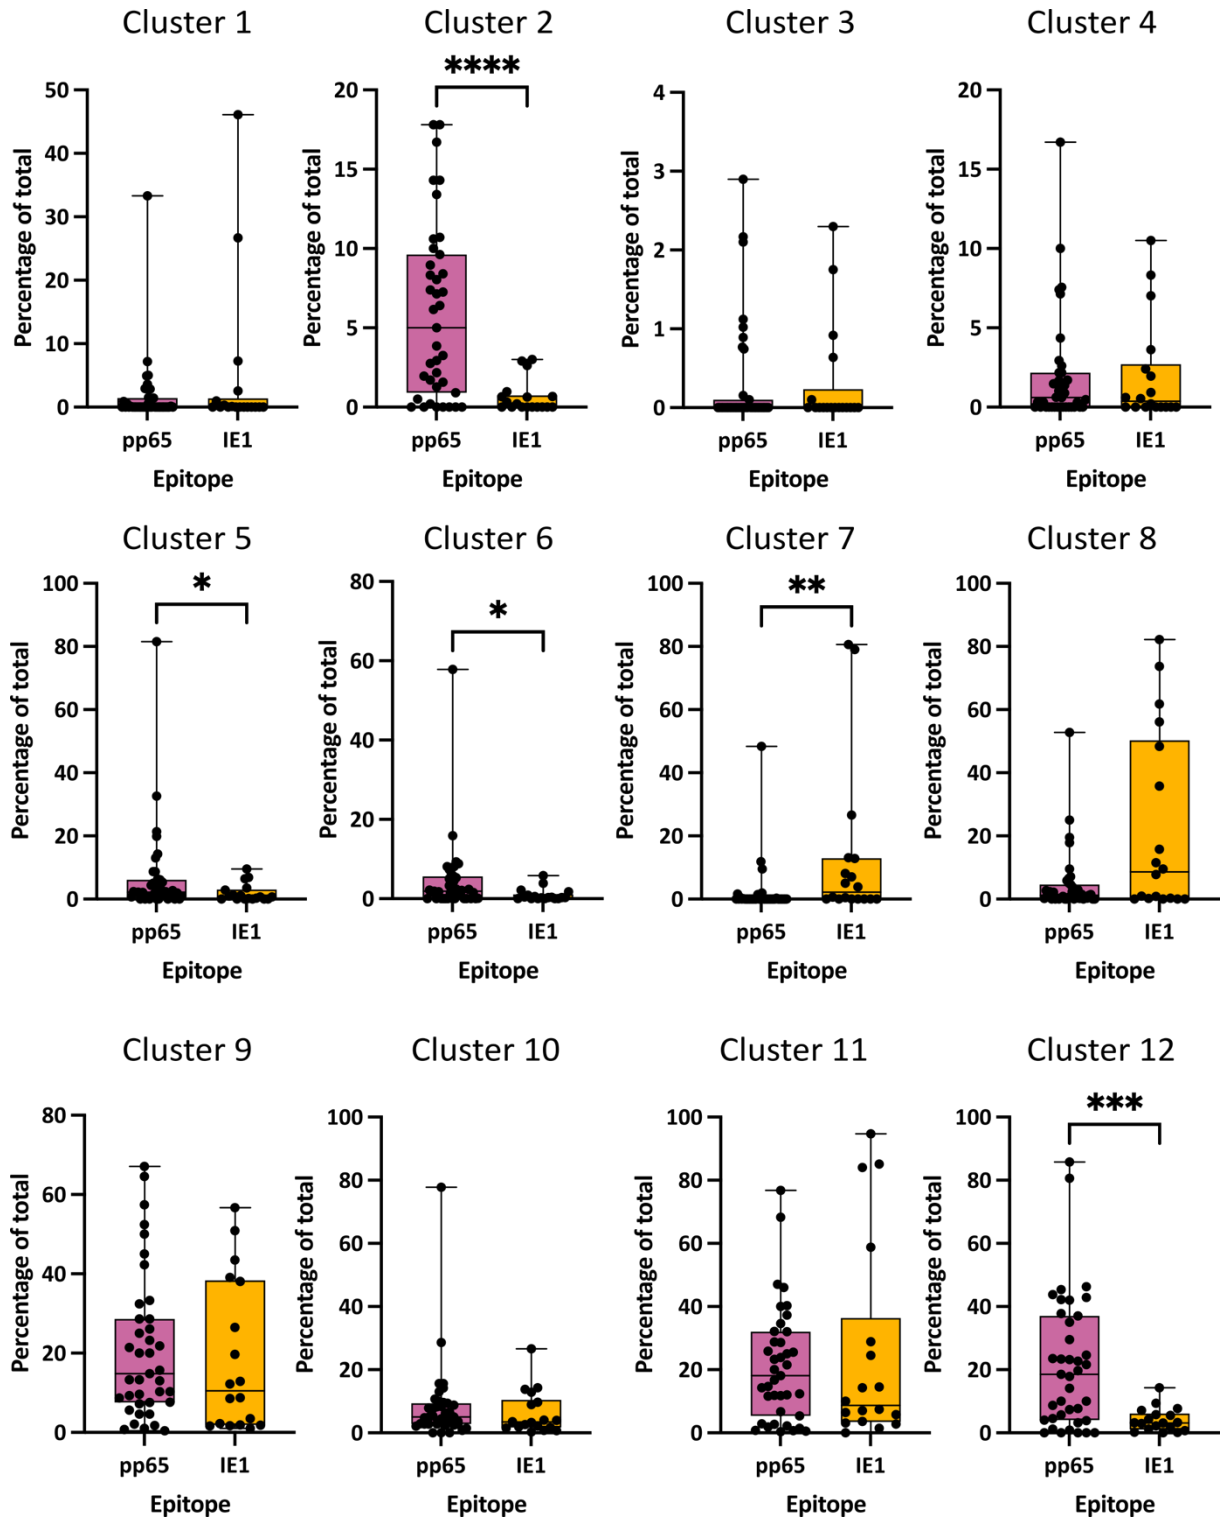 Cluster 1
Cluster 2
Cluster 3
Cluster 4
Percentage of total
50
40
30
20
10
0
pp65
IE1
Epitope
Percentage of total
20
15
10
5
0
****
pp65
IE1
Epitope
Percentage of total
4
3
2
1
0
pp65
IE1
Epitope
Percentage of total
20
15
10
5
0
pp65
IE1
Epitope
Cluster 5
Cluster 6
Cluster 7
Cluster 8
Percentage of total
100
80
60
40
20
0
*
pp65
IE1
Epitope
Percentage of total
80
60
40
20
0
*
pp65
IE1
Epitope
Percentage of total
100
80
60
40
20
0
**
pp65
IE1
Epitope
Percentage of total
100
80
60
40
20
0
pp65
IE1
Epitope
Cluster 9
Cluster 10
Cluster 11
Cluster 12
Percentage of total
80
60
40
20
0
pp65
IE1
Epitope
Percentage of total
100
80
60
40
20
0
pp65
IE1
Epitope
Percentage of total
100
80
60
40
20
0
pp65
IE1
Epitope
Percentage of total
100
80
60
40
20
0
***
pp65
IE1
Epitope